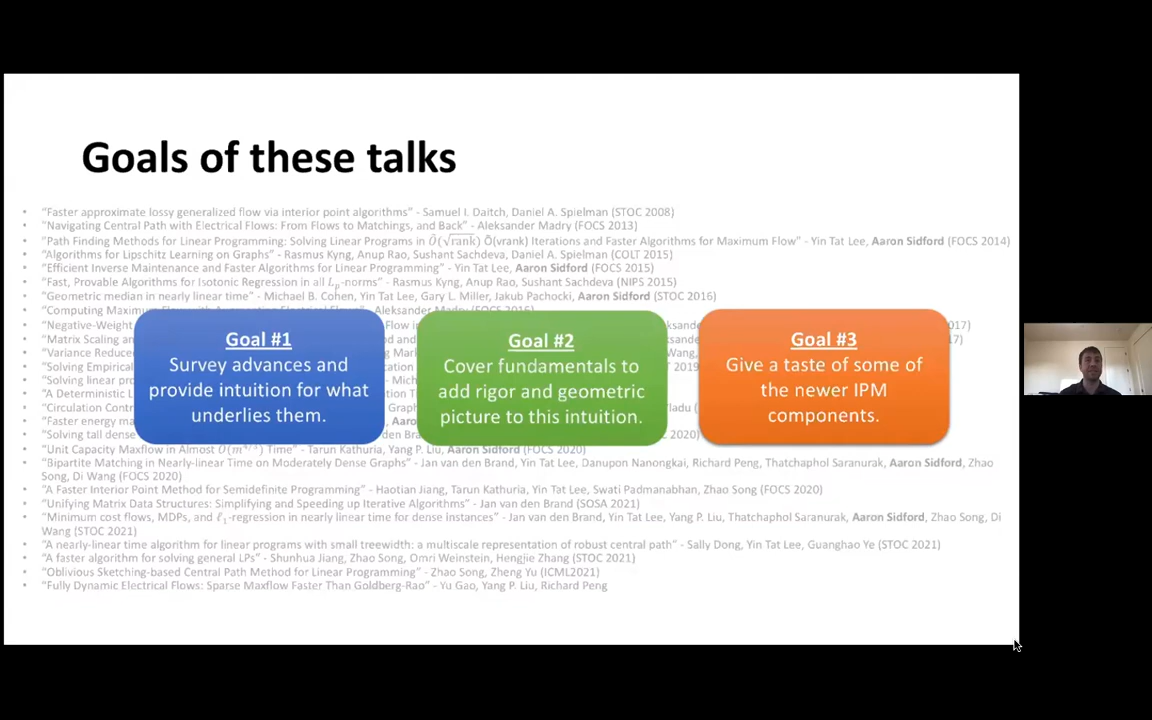 Goals of these talks
• "Faster approximate lossy generalized flow via interior point algorithms" - Samuel I. Daitch, Daniel A. Spielman (STOC 2008)
• "Navigating Central Path with Electrical Flows: From Flows to Matchings, and Back" - Aleksander Madry (FOCS 2013)
• "Path Finding Methods for Linear Programming: Solving Linear Programs in Õ(√rank) Õ(vrank) Iterations and Faster Algorithms for Maximum Flow" - Yin Tat Lee, Aaron Sidford (FOCS 2014)
• "Algorithms for Lipschitz Learning on Graphs" - Rasmus Kyng, Anup Rao, Sushant Sachdeva, Daniel A. Spielman (COLT 2015)
• "Efficient Inverse Maintenance and Faster Algorithms for Linear Programming" - Yin Tat Lee, Aaron Sidford (FOCS 2015)
• "Fast, Provable Algorithms for Isotonic Regression in all Lₚ-norms" - Rasmus Kyng, Anup Rao, Sushant Sachdeva (NIPS 2015)
• "Geometric median in nearly linear time" - Michael B. Cohen, Yin Tat Lee, Gary L. Miller, Jakub Pachocki, Aaron Sidford (STOC 2016)
• "Computing Maximum Flow with Augmenting Electrical Flows" - Aleksander Madry (FOCS 2016)
• "Negative-Weight
• "Matrix Scaling an
• "Variance Reduce
• "Solving Empirical
• "Solving linear pro
• "A Deterministic L
• "Circulation Contr
• "Faster energy ma
• "Solving tall dense
Goal #1
Survey advances and
provide intuition for what
underlies them.
Goal #2
Cover fundamentals to
add rigor and geometric
picture to this intuition.
Goal #3
Give a taste of some of
the newer IPM
components.
• "Unit Capacity Maxflow in Almost O(m⁴/³) Time" - Tarun Kathuria, Yang P. Liu, Aaron Sidford (FOCS 2020)
• "Bipartite Matching in Nearly-linear Time on Moderately Dense Graphs" - Jan van den Brand, Yin Tat Lee, Danupon Nanongkai, Richard Peng, Thatchaphol Saranurak, Aaron Sidford, Zhao
Song, Di Wang (FOCS 2020)
• "A Faster Interior Point Method for Semidefinite Programming" - Haotian Jiang, Tarun Kathuria, Yin Tat Lee, Swati Padmanabhan, Zhao Song (FOCS 2020)
• "Unifying Matrix Data Structures: Simplifying and Speeding up Iterative Algorithms" - Jan van den Brand (SOSA 2021)
• "Minimum cost flows, MDPs, and ℓ₁-regression in nearly linear time for dense instances" - Jan van den Brand, Yin Tat Lee, Yang P. Liu, Thatchaphol Saranurak, Aaron Sidford, Zhao Song, Di
Wang (STOC 2021)
• "A nearly-linear time algorithm for linear programs with small treewidth: a multiscale representation of robust central path" - Sally Dong, Yin Tat Lee, Guanghao Ye (STOC 2021)
• "A faster algorithm for solving general LPs" - Shunhua Jiang, Zhao Song, Omri Weinstein, Hengjie Zhang (STOC 2021)
• "Oblivious Sketching-based Central Path Method for Linear Programming" - Zhao Song, Zheng Yu (ICML2021)
• "Fully Dynamic Electrical Flows: Sparse Maxflow Faster Than Goldberg-Rao" - Yu Gao, Yang P. Liu, Richard Peng